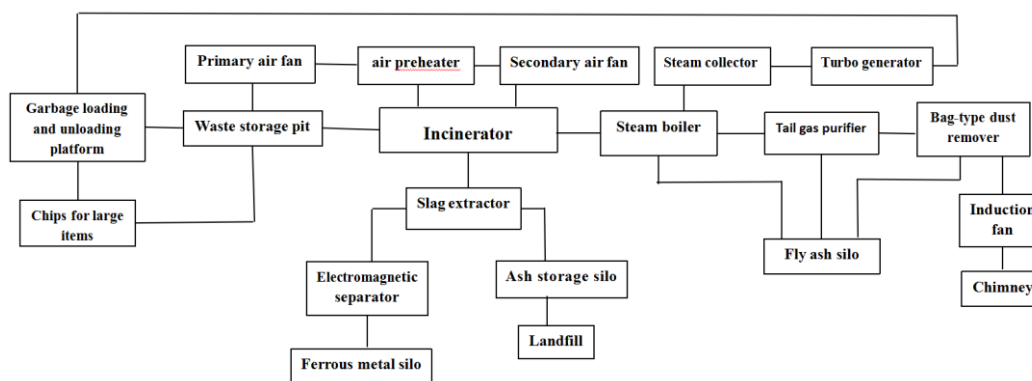 Primary air fan
air preheater
Secondary air fan
Steam collector
Turbo generator
Garbage loading
and unloading
platform
Waste storage pit
Incinerator
Steam boiler
Tail gas purifier
Bag-type dust
remover
Chips for large
items
Slag extractor
Induction
fan
Fly ash silo
Electromagnetic
separator
Ash storage silo
Chimney
Landfill
Ferrous metal silo